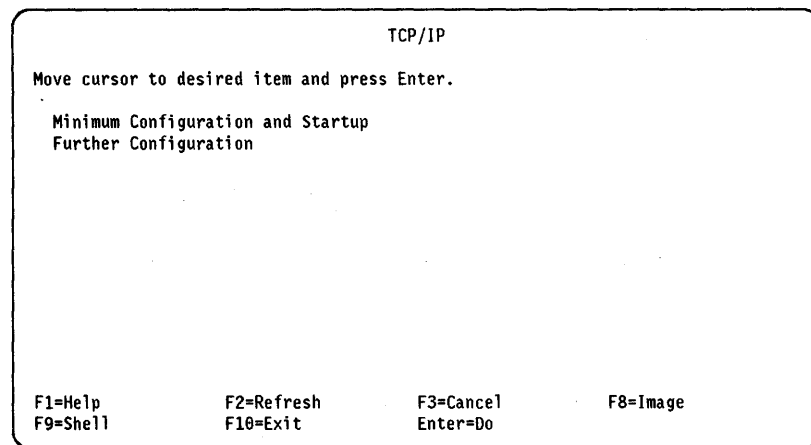 TCP/IP
Move cursor to desired item and press Enter.
Minimum Configuration and Startup
Further Configuration
F1=Help F2=Refresh F3=Cancel F8=Image
F9=Shell F10=Exit Enter=Do